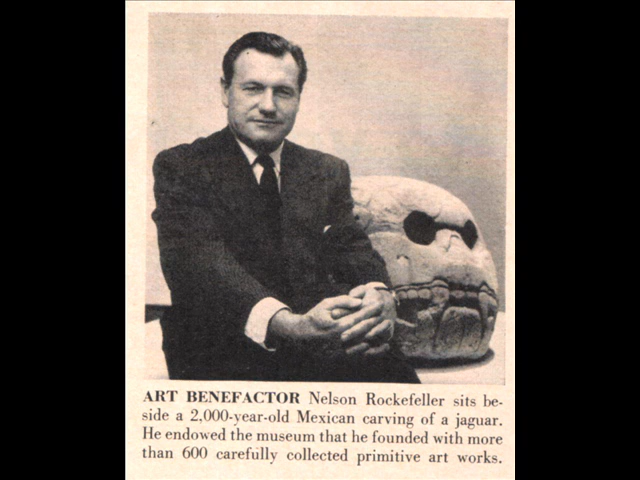 ART BENEFACTOR Nelson Rockefeller sits be-
side a 2,000-year-old Mexican carving of a jaguar.
He endowed the museum that he founded with more
than 600 carefully collected primitive art works.